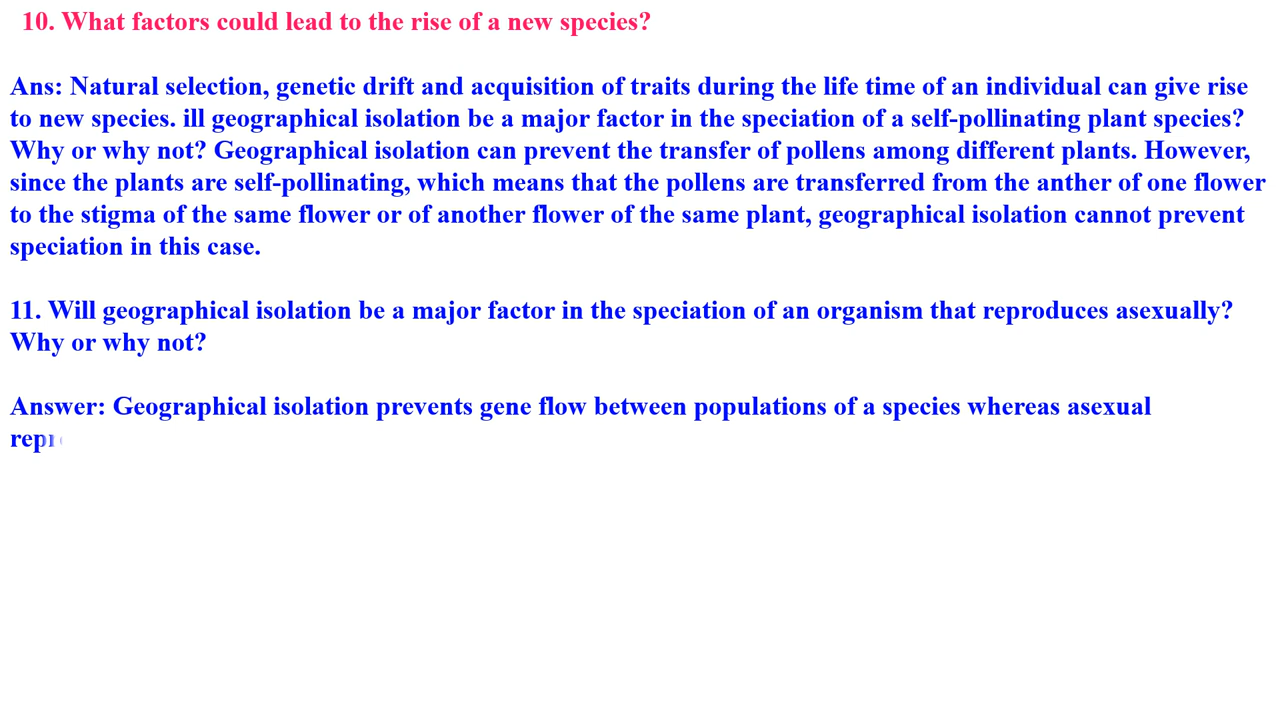 10. What factors could lead to the rise of a new species?
Ans: Natural selection, genetic drift and acquisition of traits during the life time of an individual can give rise
to new species. ill geographical isolation be a major factor in the speciation of a self-pollinating plant species?
Why or why not? Geographical isolation can prevent the transfer of pollens among different plants. However,
since the plants are self-pollinating, which means that the pollens are transferred from the anther of one flower
to the stigma of the same flower or of another flower of the same plant, geographical isolation cannot prevent
speciation in this case.
11. Will geographical isolation be a major factor in the speciation of an organism that reproduces asexually?
Why or why not?
Answer: Geographical isolation prevents gene flow between populations of a species whereas asexual